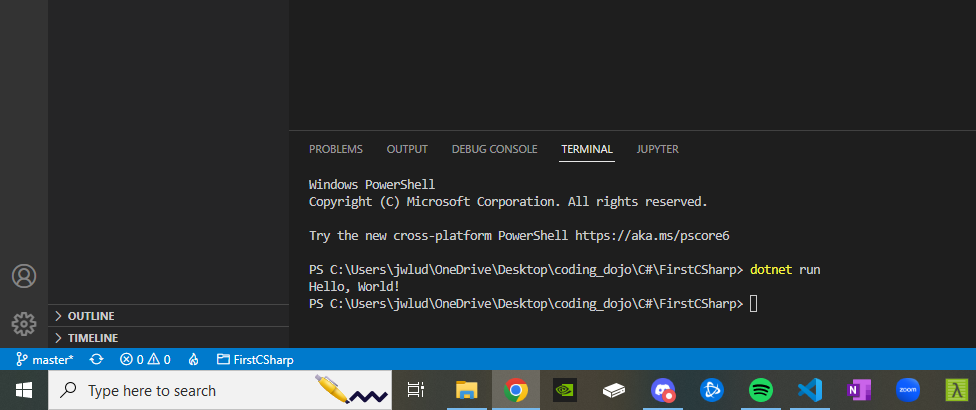 PROBLEMS OUTPUT DEBUG CONSOLE TERMINAL JUPYTER
Windows PowerShell
Copyright (C) Microsoft Corporation. All rights reserved.
Try the new cross-platform PowerShell https://aka.ms/pscore6
PS C:\Users\jwlud\OneDrive\Desktop\coding_dojo\C#\FirstCSharp> dotnet run
Hello, World!
PS C:\Users\jwlud\OneDrive\Desktop\coding_dojo\C#\FirstCSharp>
OUTLINE
TIMELINE
master* 0 0 FirstCSharp
Type here to search
N zoom λ